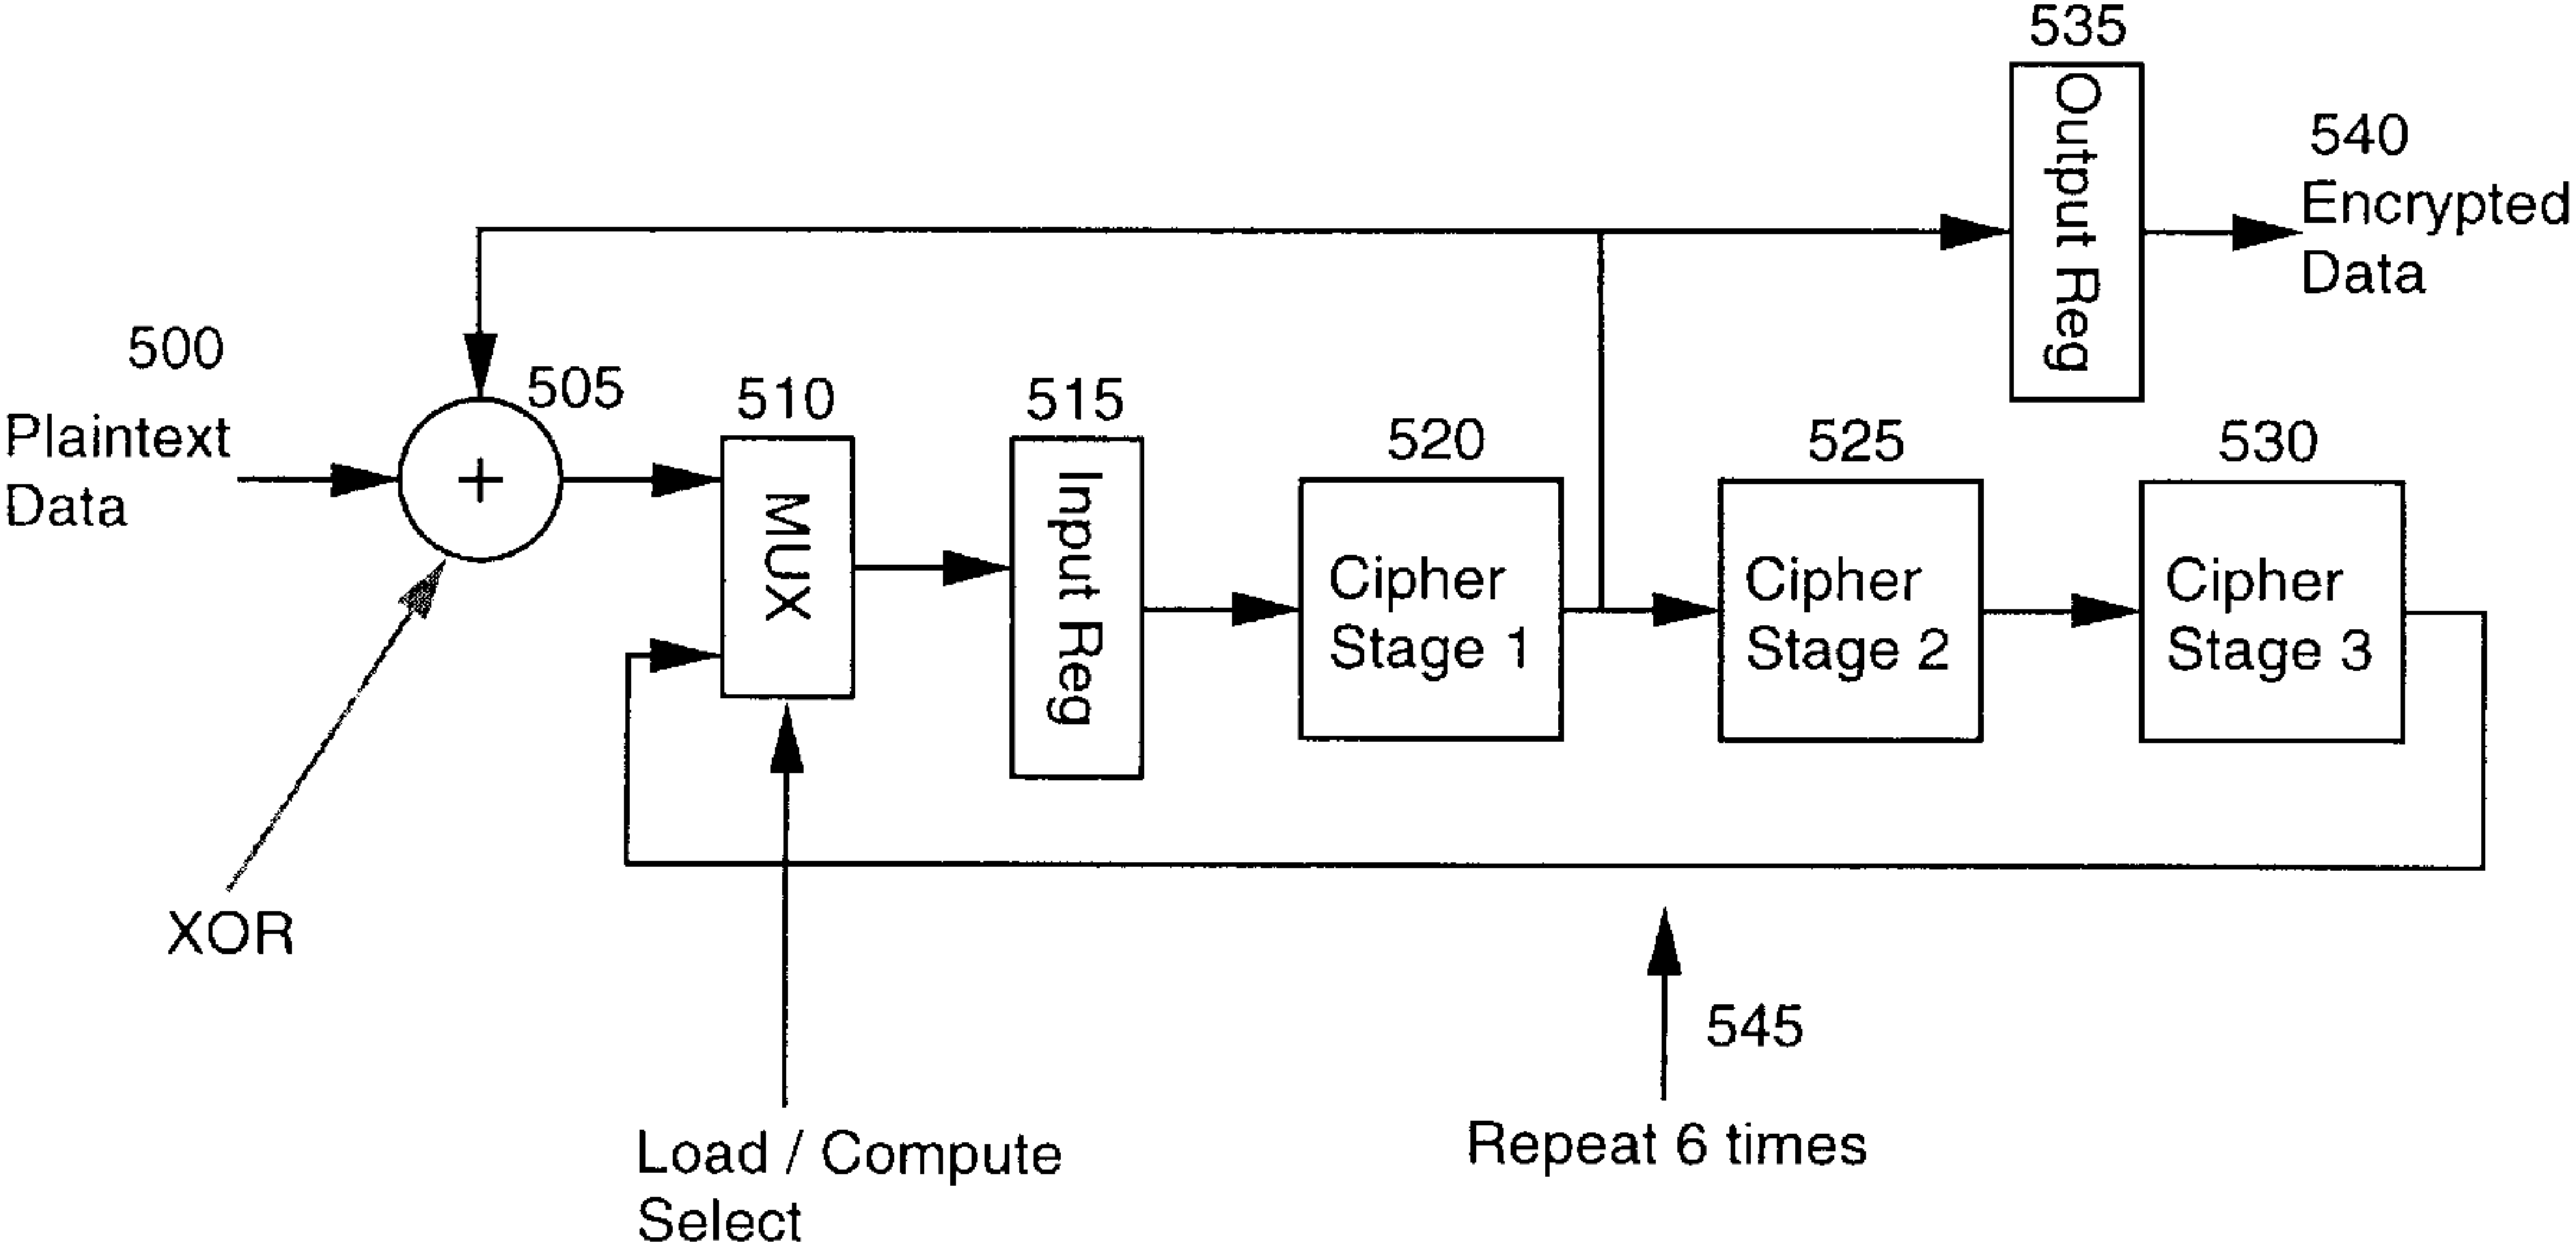 535
Output Reg
540
Encrypted
Data
500
Plaintext
Data
505
+
510
MUX
515
Input Reg
520
Cipher
Stage 1
525
Cipher
Stage 2
530
Cipher
Stage 3
XOR
545
Load / Compute
Select
Repeat 6 times